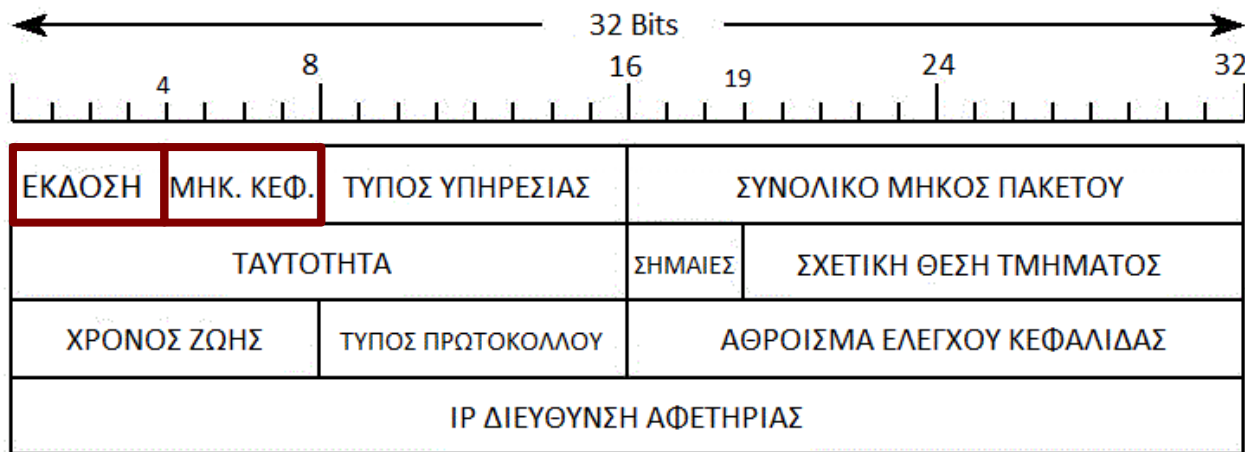 32 Bits
4 8 16 19 24 32
ΕΚΔΟΣΗ ΜΗΚ. ΚΕΦ. ΤΥΠΟΣ ΥΠΗΡΕΣΙΑΣ ΣΥΝΟΛΙΚΟ ΜΗΚΟΣ ΠΑΚΕΤΟΥ
ΤΑΥΤΟΤΗΤΑ ΣΗΜΑΙΕΣ ΣΧΕΤΙΚΗ ΘΕΣΗ ΤΜΗΜΑΤΟΣ
ΧΡΟΝΟΣ ΖΩΗΣ ΤΥΠΟΣ ΠΡΩΤΟΚΟΛΛΟΥ ΑΘΡΟΙΣΜΑ ΕΛΕΓΧΟΥ ΚΕΦΑΛΙΔΑΣ
IP ΔΙΕΥΘΥΝΣΗ ΑΦΕΤΗΡΙΑΣ